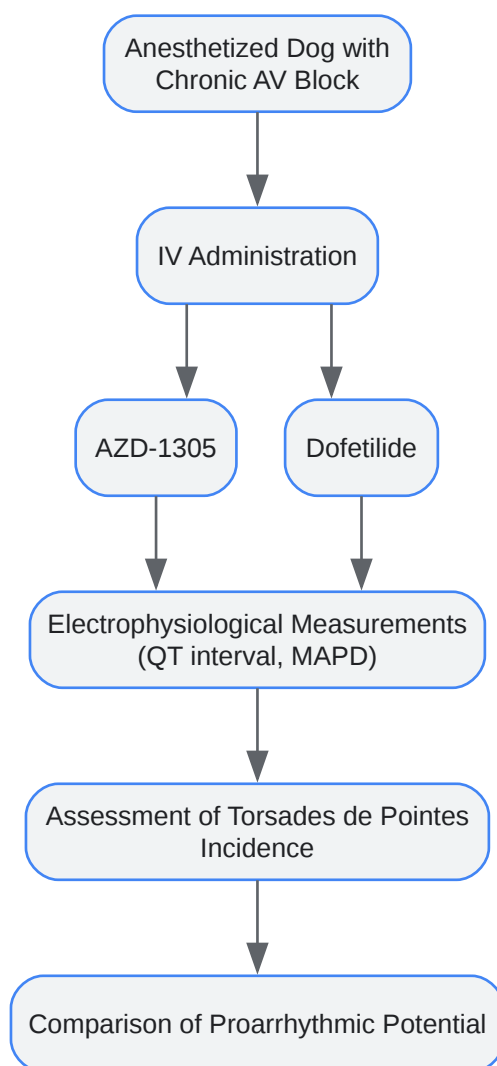 Anesthetized Dog with
Chronic AV Block
IV Administration
AZD-1305
Dofetilide
Electrophysiological Measurements
(QT interval, MAPD)
Assessment of Torsades de Pointes
Incidence
Comparison of Proarrhythmic Potential